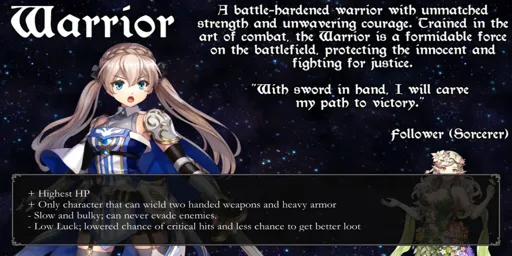 Warrior
A battle-hardened warrior with unmatched
strength and unwavering courage. Trained in the
art of combat, the Warrior is a formidable force
on the battlefield, protecting the innocent and
fighting for justice.
"With sword in hand, I will carve
my path to victory."
Follower (Sorcerer)
+ Highest HP
+ Only character that can wield two handed weapons and heavy armor
- Slow and bulky; can never evade enemies.
- Low Luck; lowered chance of critical hits and less chance to get better loot